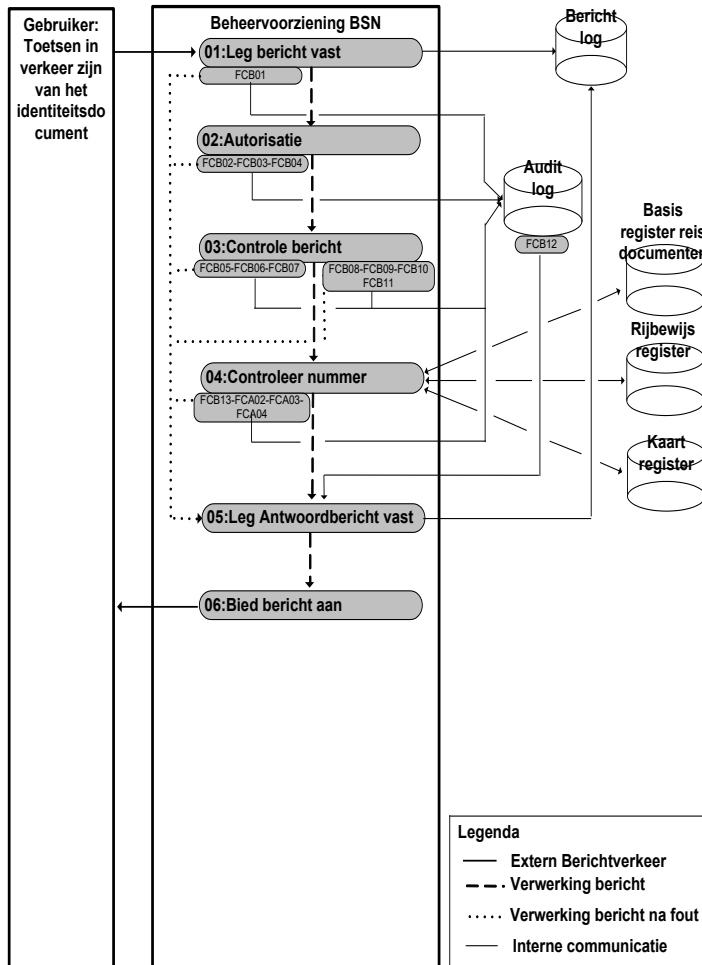 Gebruiker:
Toetsen in
verkeer zijn
van het
identiteitsdo
cument
Beheervoorziening BSN
01:Leg bericht vast
FCB01
02:Autorisatie
FCB02-FCB03-FCB04
03:Controle bericht
FCB05-FCB06-FCB07
FCB08-FCB09-FCB10
FCB11
04:Controleer nummer
FCB13-FCA02-FCA03-
FCA04
05:Leg Antwoordbericht vast
06:Bied bericht aan
Bericht
log
Audit
log
FCB12
Basis
register reis
documenten
Rijbewijs
register
Kaart
register
Legenda
Extern Berichtverkeer
Verwerking bericht
Verwerking bericht na fout
Interne communicatie